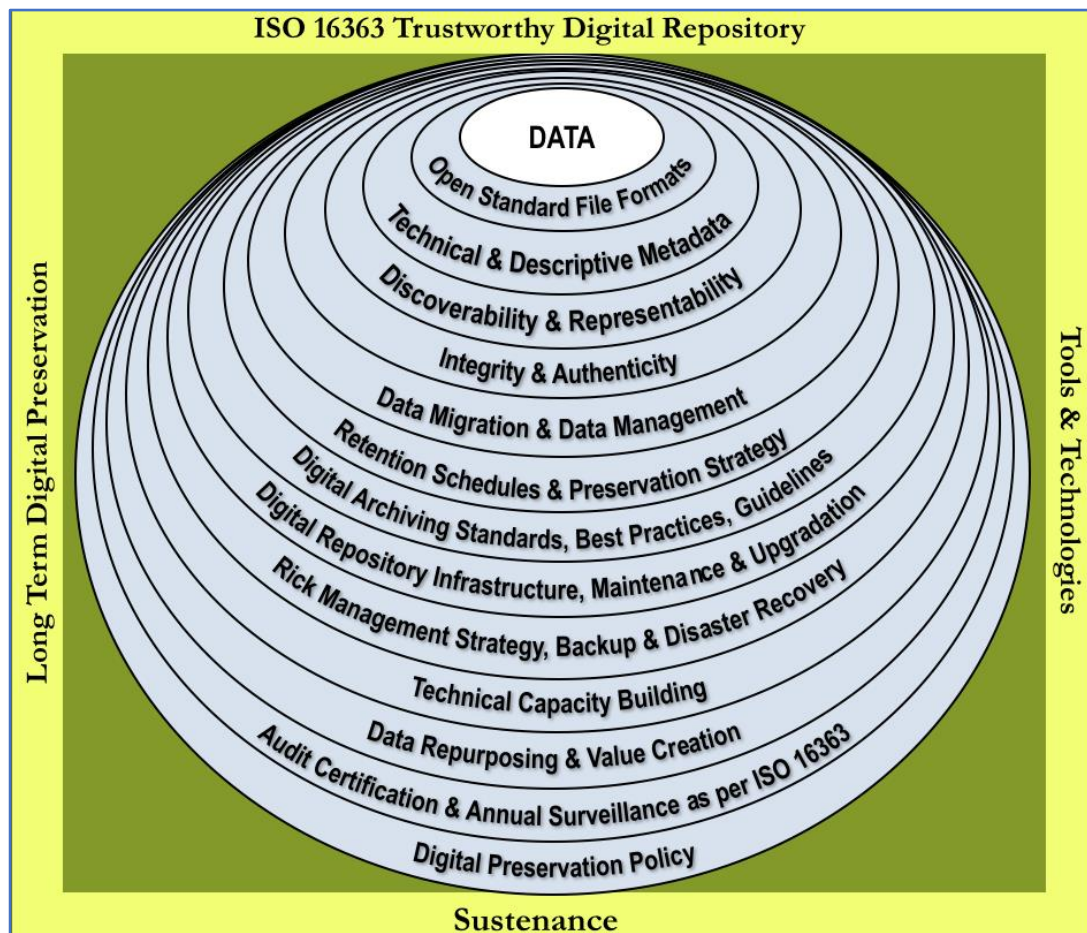 ISO 16363 Trustworthy Digital Repository
Long Term Digital Preservation
DATA
Open Standard File Formats
Technical & Descriptive Metadata
Discoverability & Representability
Integrity & Authenticity
Data Migration & Data Management
Retention Schedules & Preservation Strategy
Digital Archiving Standards, Best Practices, Guidelines
Digital Repository Infrastructure, Maintenance & Upgradation
Rick Management Strategy, Backup & Disaster Recovery
Technical Capacity Building
Data Repurposing & Value Creation
Audit Certification & Annual Surveillance as per ISO 16363
Digital Preservation Policy
Tools & Technologies
Sustenance